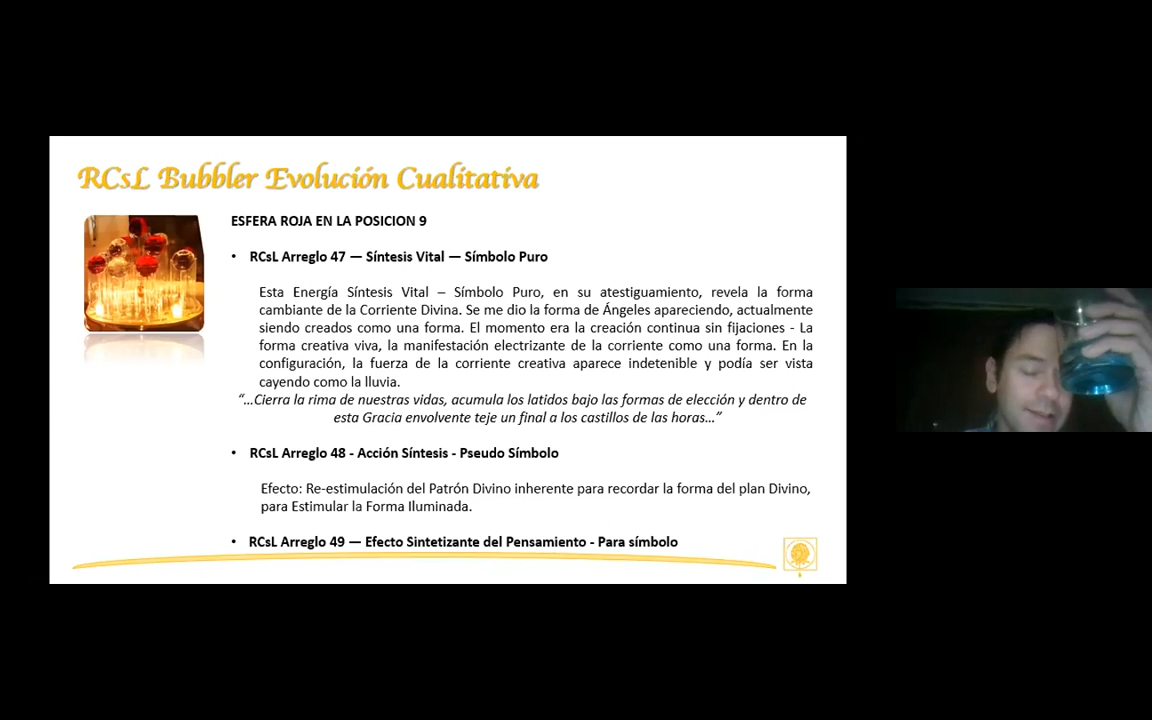 RCsL Bubbler Evolución Cualitativa
ESFERA ROJA EN LA POSICION 9
• RCsL Arreglo 47 — Síntesis Vital — Símbolo Puro
Esta Energía Síntesis Vital – Símbolo Puro, en su atestiguamiento, revela la forma
cambiante de la Corriente Divina. Se me dio la forma de Ángeles apareciendo, actualmente
siendo creados como una forma. El momento era la creación continua sin fijaciones - La
forma creativa viva, la manifestación electrizante de la corriente como una forma. En la
configuración, la fuerza de la corriente creativa aparece indetenible y podía ser vista
cayendo como la lluvia.
“…Cierra la rima de nuestras vidas, acumula los latidos bajo las formas de elección y dentro de
esta Gracia envolvente teje un final a los castillos de las horas…”
• RCsL Arreglo 48 - Acción Síntesis - Pseudo Símbolo
Efecto: Re-estimulación del Patrón Divino inherente para recordar la forma del plan Divino,
para Estimular la Forma Iluminada.
• RCsL Arreglo 49 — Efecto Sintetizante del Pensamiento - Para símbolo